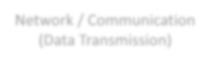 Network / Communication
(Data Transmission)